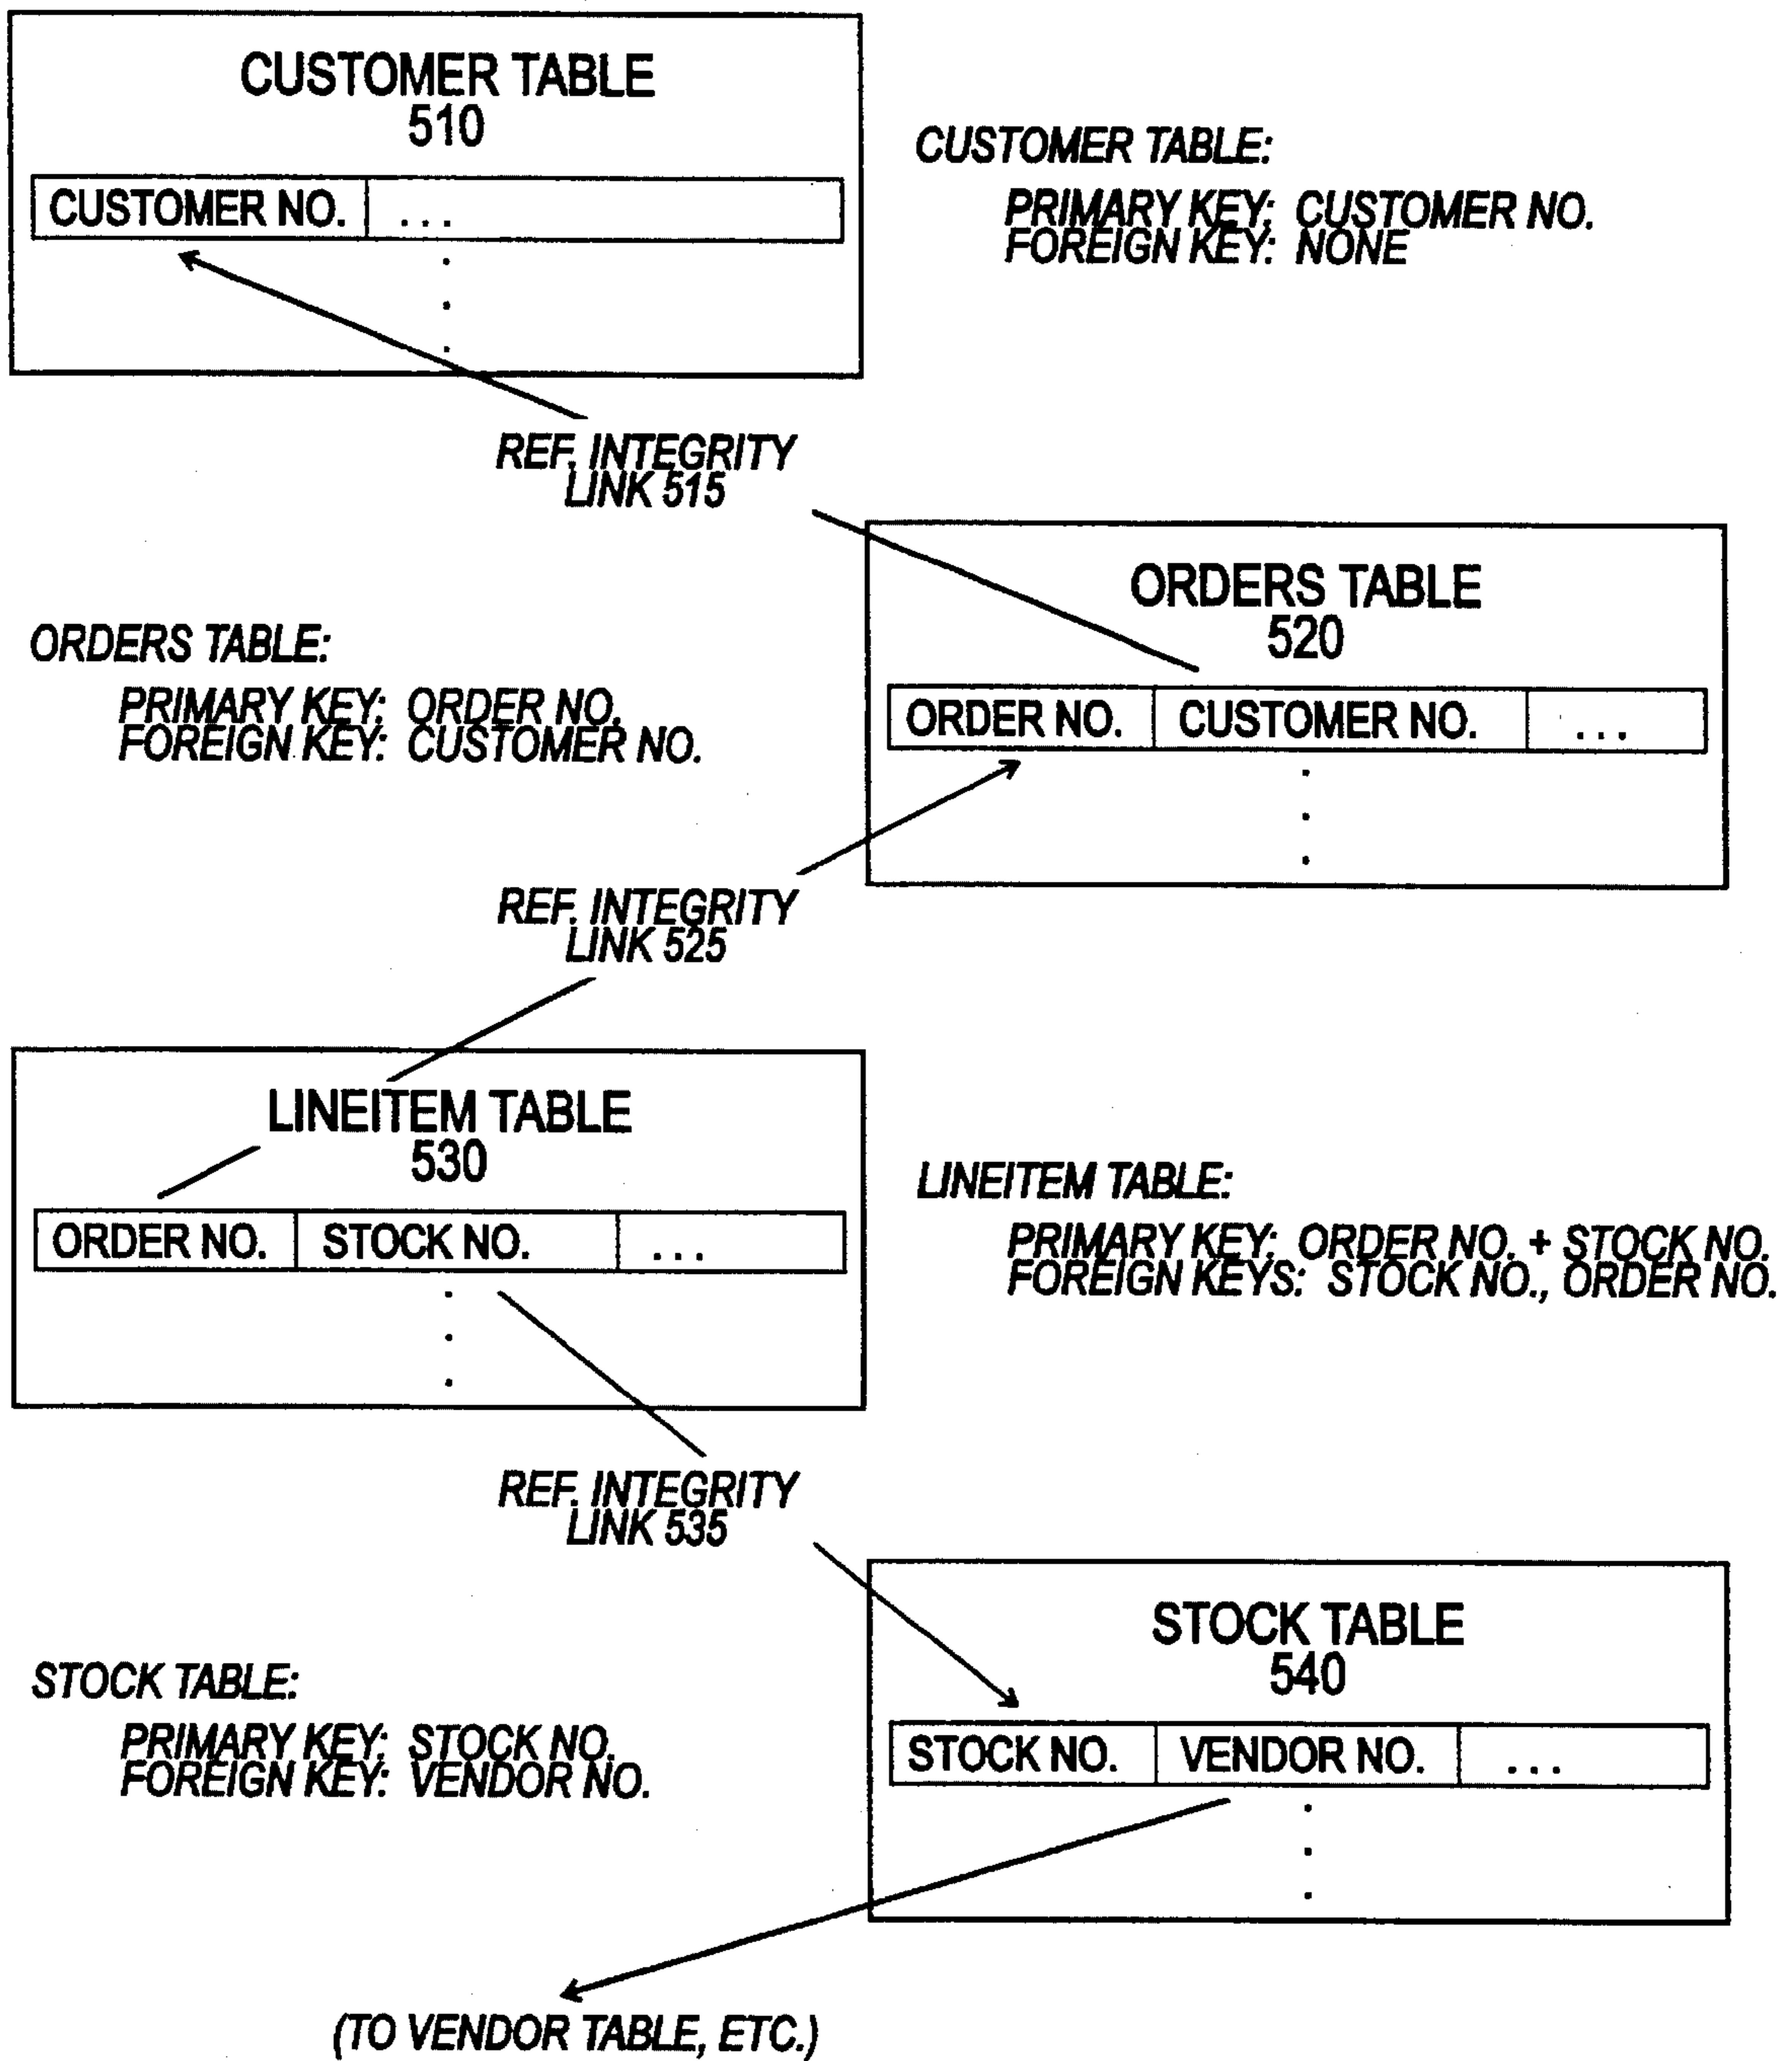 CUSTOMER TABLE
510
CUSTOMER NO. ...
CUSTOMER TABLE:
PRIMARY KEY: CUSTOMER NO.
FOREIGN KEY: NONE
REF. INTEGRITY
LINK 515
ORDERS TABLE
520
ORDER NO. CUSTOMER NO. ...
ORDERS TABLE:
PRIMARY KEY: ORDER NO.
FOREIGN KEY: CUSTOMER NO.
REF. INTEGRITY
LINK 525
LINEITEM TABLE
530
ORDER NO. STOCK NO. ...
LINEITEM TABLE:
PRIMARY KEY: ORDER NO. + STOCK NO.
FOREIGN KEYS: STOCK NO., ORDER NO.
REF. INTEGRITY
LINK 535
STOCK TABLE
540
STOCK NO. VENDOR NO. ...
STOCK TABLE:
PRIMARY KEY: STOCK NO.
FOREIGN KEY: VENDOR NO.
(TO VENDOR TABLE, ETC.)